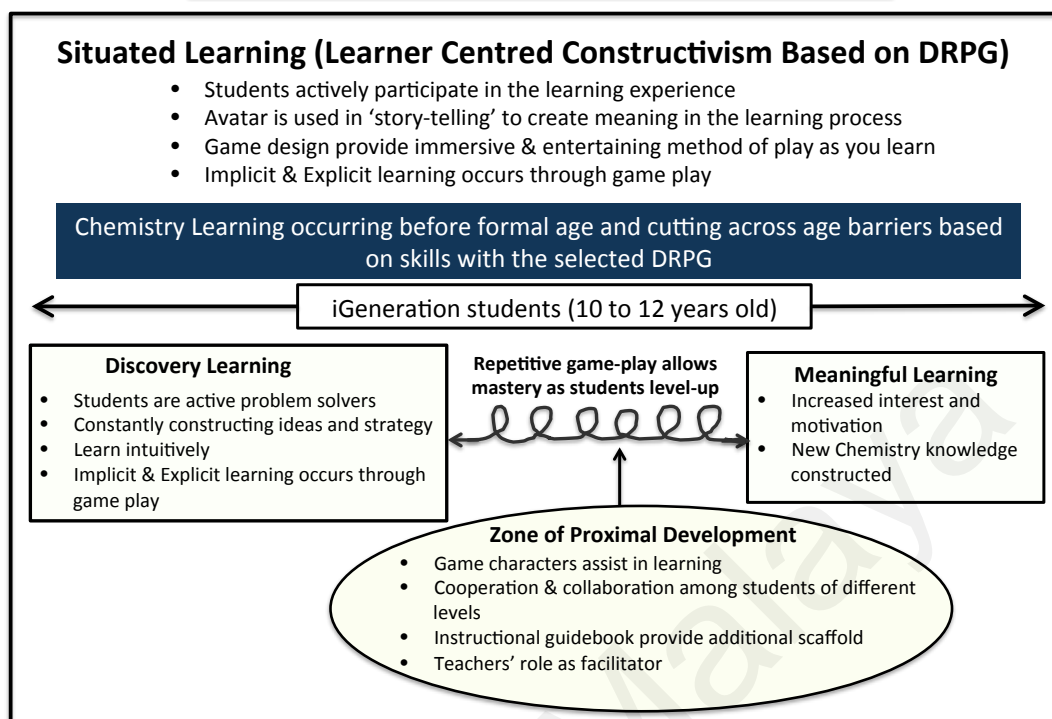 Situated Learning (Learner Centred Constructivism Based on DRPG)
• Students actively participate in the learning experience
• Avatar is used in ‘story-telling’ to create meaning in the learning process
• Game design provide immersive & entertaining method of play as you learn
• Implicit & Explicit learning occurs through game play
Chemistry Learning occurring before formal age and cutting across age barriers based
on skills with the selected DRPG
iGeneration students (10 to 12 years old)
Discovery Learning
• Students are active problem solvers
• Constantly constructing ideas and strategy
• Learn intuitively
• Implicit & Explicit learning occurs through
game play
Repetitive game-play allows
mastery as students level-up
Meaningful Learning
• Increased interest and
motivation
• New Chemistry knowledge
constructed
Zone of Proximal Development
• Game characters assist in learning
• Cooperation & collaboration among students of different
levels
• Instructional guidebook provide additional scaffold
• Teachers’ role as facilitator
Malaya